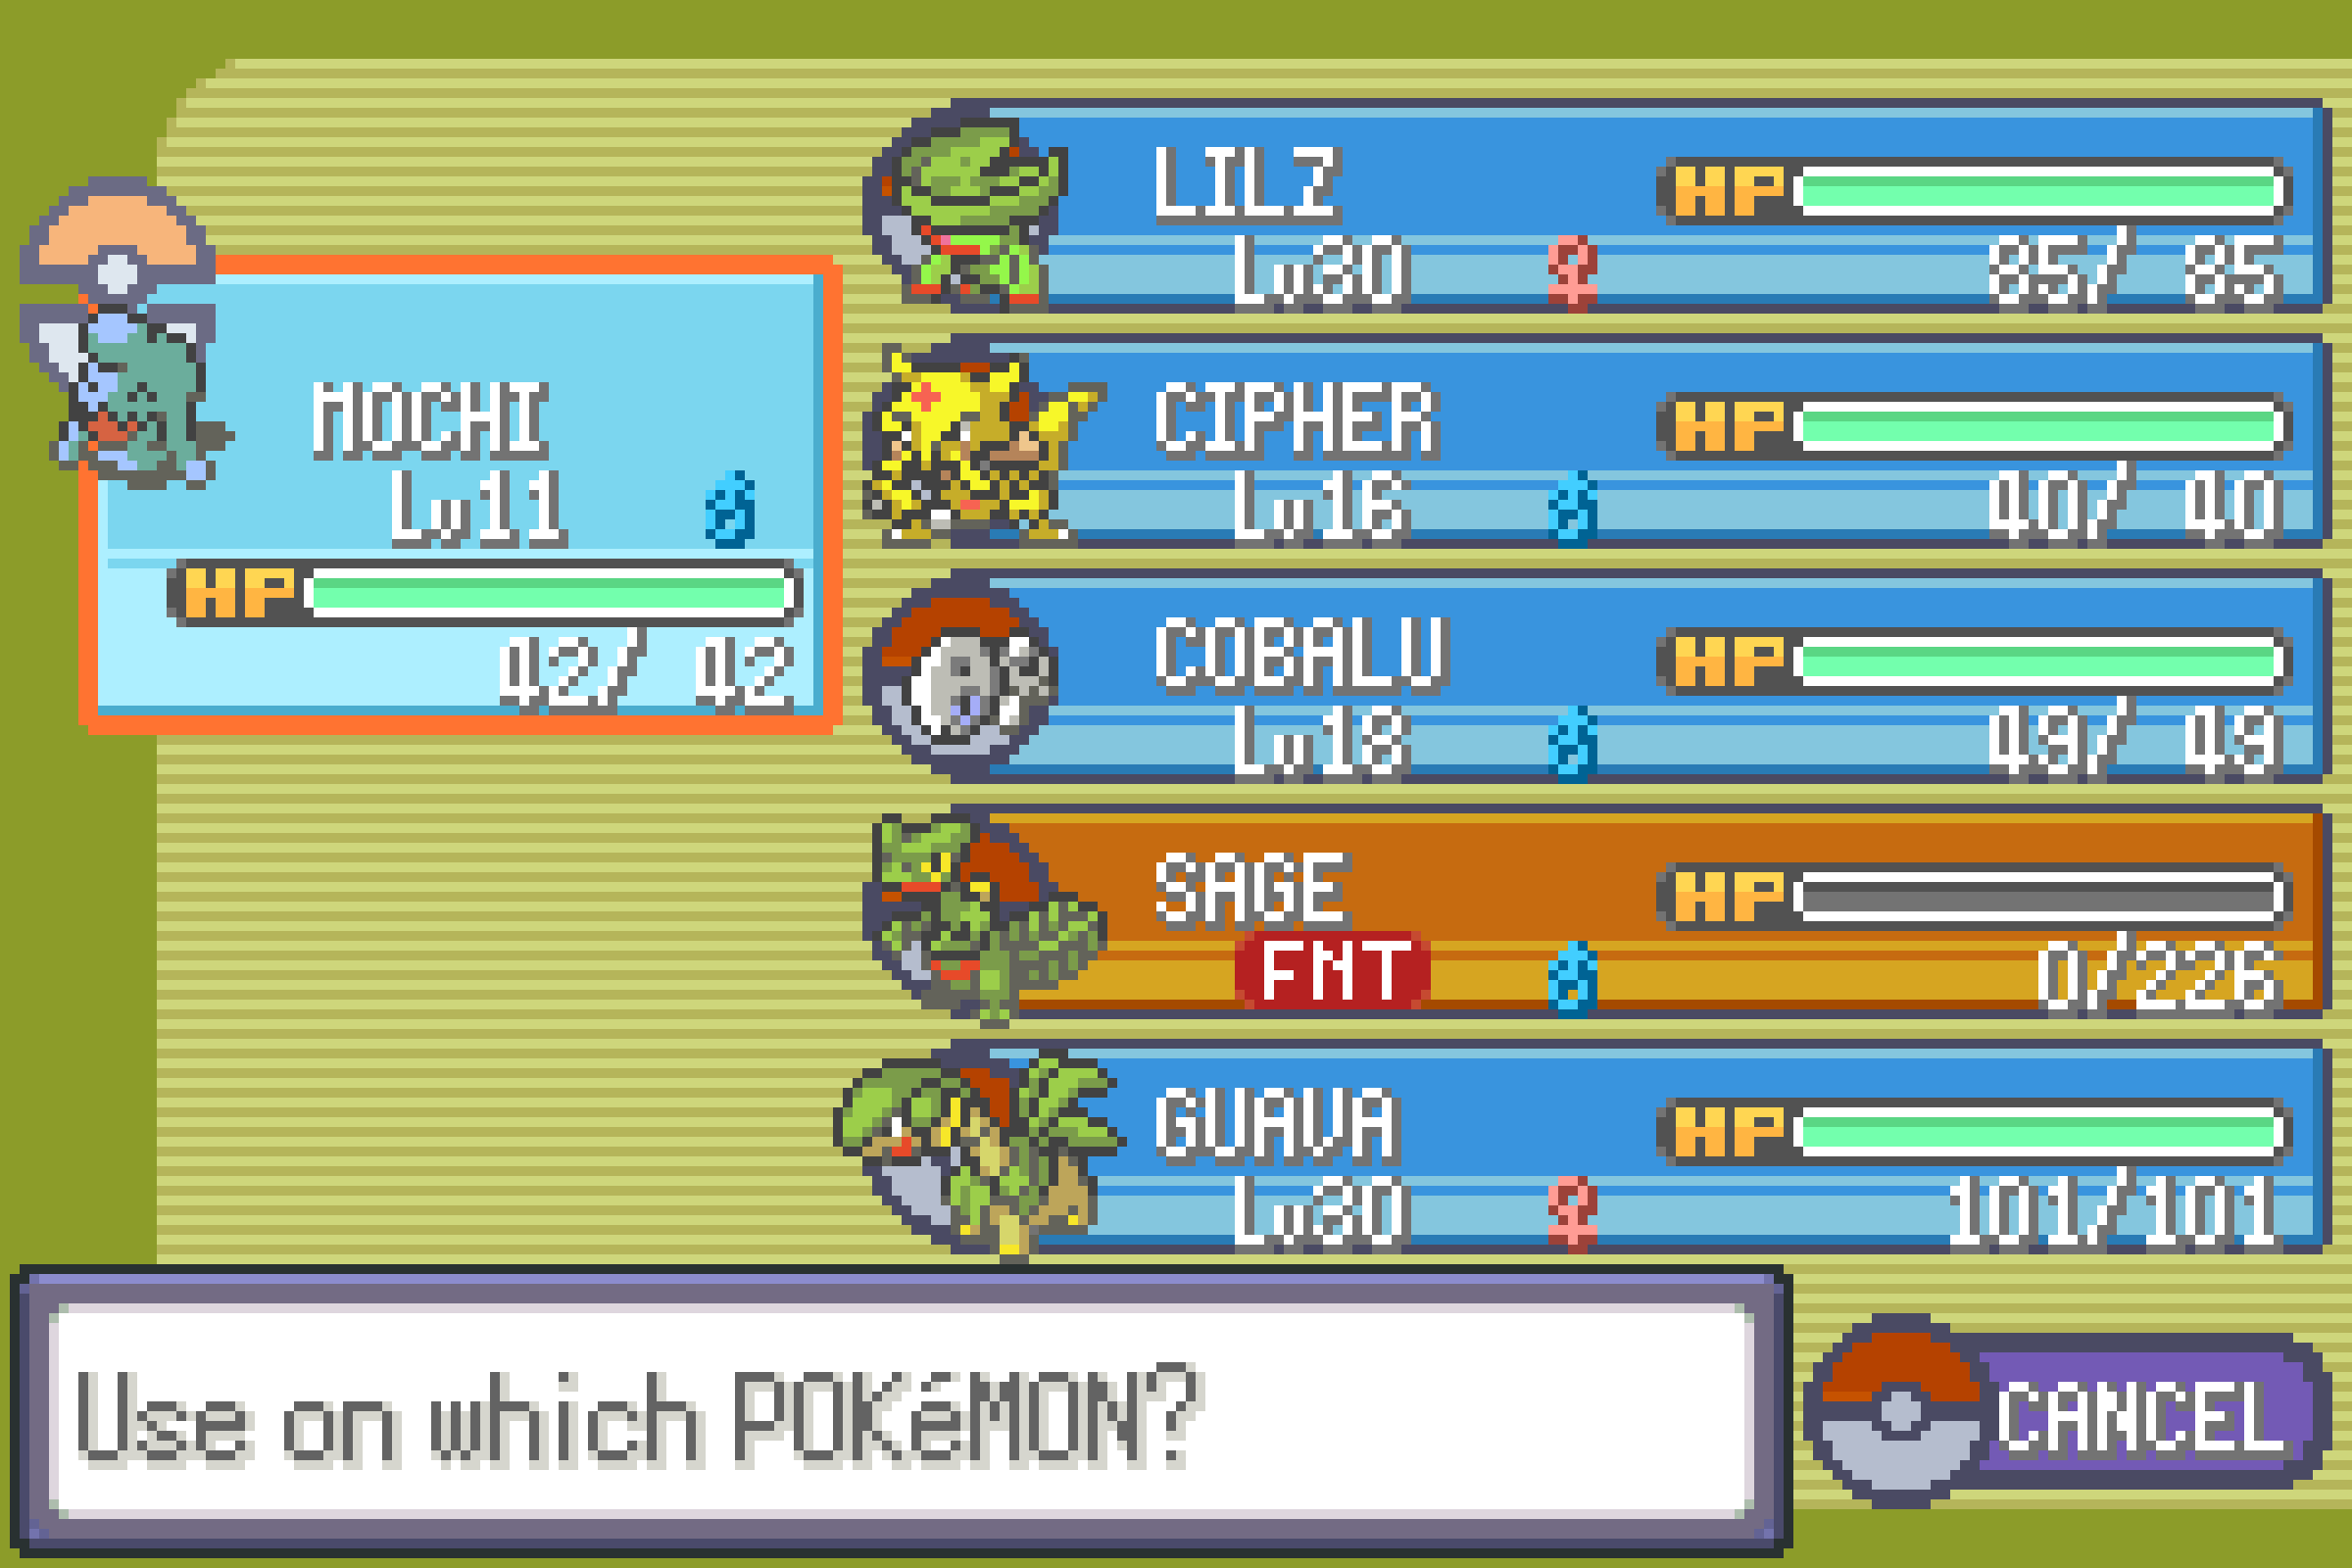 MOCHI
Lv11 ♂
HP
42/ 42
LILZ HP
Lv30 ♀ 85/ 85
CIPHER HP
Lv16 ♂ 40/ 40
COBALU HP
Lv18 ♂ 49/ 49
SAGE HP
FNT ♂ 0/226
GUAVA HP
Lv30 ♀ 101/101
Use on which POKéMON?
CANCEL